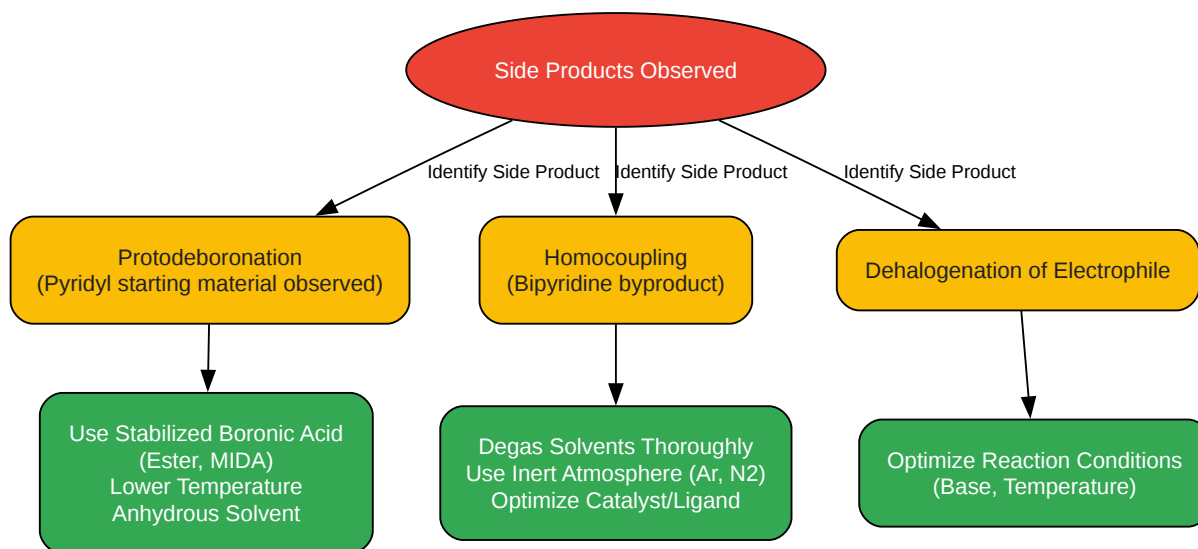 Side Products Observed
Identify Side Product
Identify Side Product
Identify Side Product
Protodeboronation
(Pyridyl starting material observed)
Homocoupling
(Bipyridine byproduct)
Dehalogenation of Electrophile
Use Stabilized Boronic Acid
(Ester, MIDA)
Lower Temperature
Anhydrous Solvent
Degas Solvents Thoroughly
Use Inert Atmosphere (Ar, N2)
Optimize Catalyst/Ligand
Optimize Reaction Conditions
(Base, Temperature)